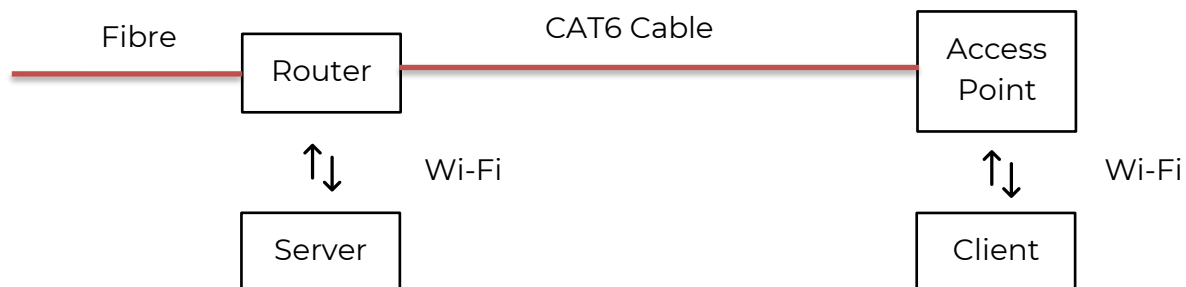 Fibre
Router
CAT6 Cable
Access
Point
Wi-Fi
Wi-Fi
Server
Client